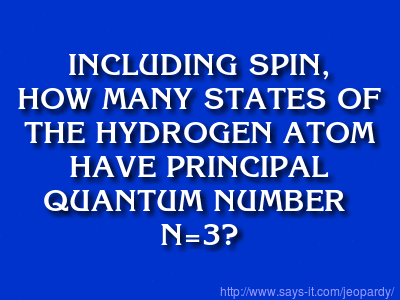 INCLUDING SPIN,
HOW MANY STATES OF
THE HYDROGEN ATOM
HAVE PRINCIPAL
QUANTUM NUMBER
N=3?
http://www.says-it.com/jeopardy/